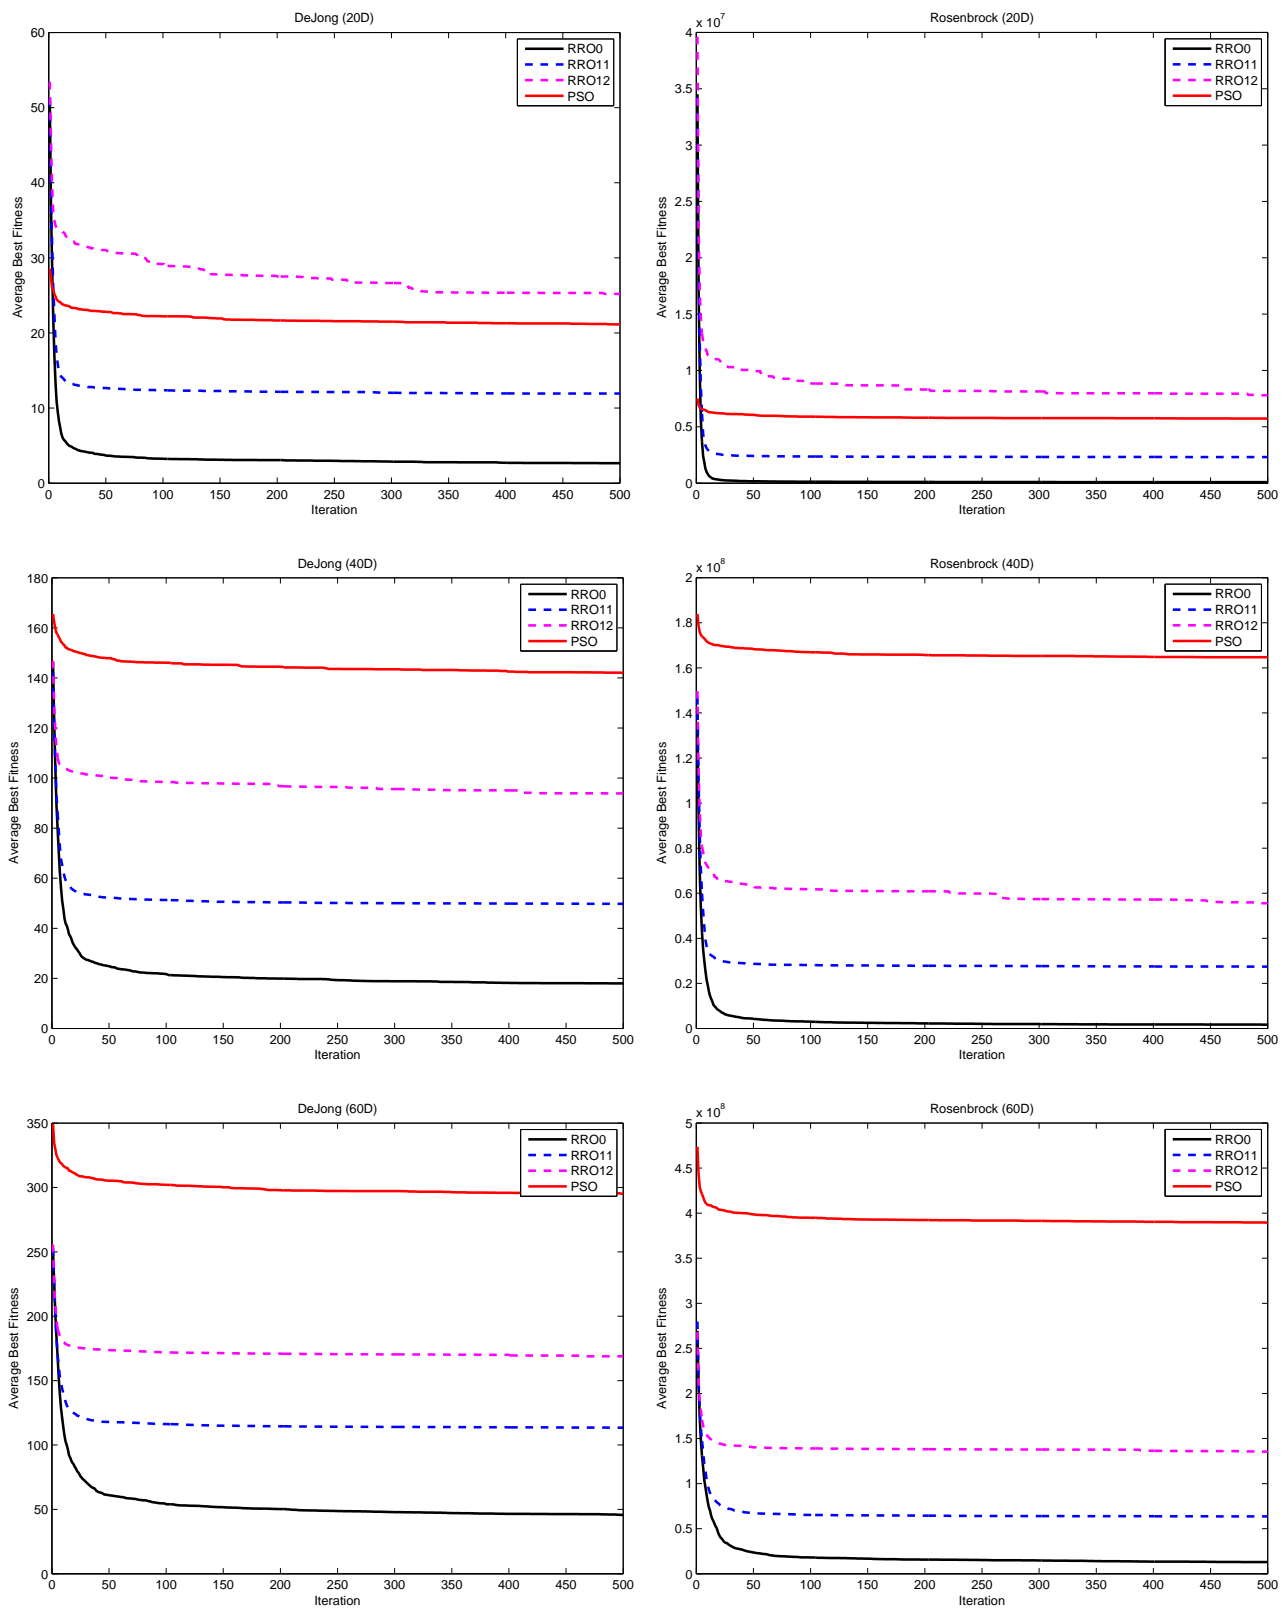 DeJong (20D)
60
50
40
30
20
10
0
0 50 100 150 200 250 300 350 400 450 500
Iteration
Average Best Fitness
RRO0
RRO11
RRO12
PSO
Rosenbrock (20D)
x 10^7
4
3.5
3
2.5
2
1.5
1
0.5
0
0 50 100 150 200 250 300 350 400 450 500
Iteration
Average Best Fitness
RRO0
RRO11
RRO12
PSO
DeJong (40D)
180
160
140
120
100
80
60
40
20
0
0 50 100 150 200 250 300 350 400 450 500
Iteration
Average Best Fitness
RRO0
RRO11
RRO12
PSO
Rosenbrock (40D)
x 10^8
2
1.8
1.6
1.4
1.2
1
0.8
0.6
0.4
0.2
0
0 50 100 150 200 250 300 350 400 450 500
Iteration
Average Best Fitness
RRO0
RRO11
RRO12
PSO
DeJong (60D)
350
300
250
200
150
100
50
0
0 50 100 150 200 250 300 350 400 450 500
Iteration
Average Best Fitness
RRO0
RRO11
RRO12
PSO
Rosenbrock (60D)
x 10^8
5
4.5
4
3.5
3
2.5
2
1.5
1
0.5
0
0 50 100 150 200 250 300 350 400 450 500
Iteration
Average Best Fitness
RRO0
RRO11
RRO12
PSO